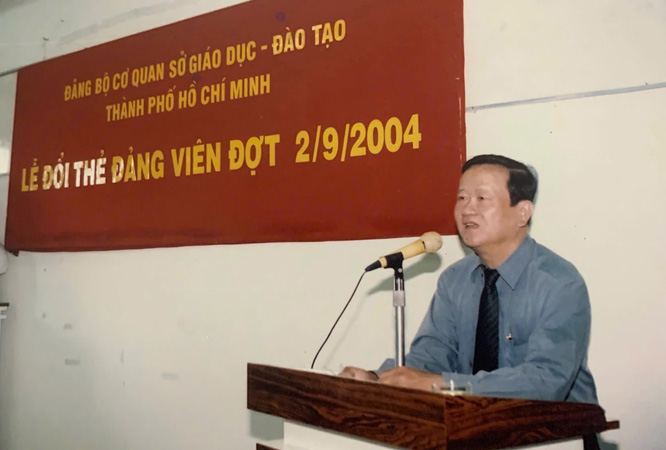 ĐẢNG BỘ CƠ QUAN SỞ GIÁO DỤC - ĐÀO TẠO
THÀNH PHỐ HỒ CHÍ MINH
LỄ ĐỔI THẺ ĐẢNG VIÊN ĐỢT 2/9/2004